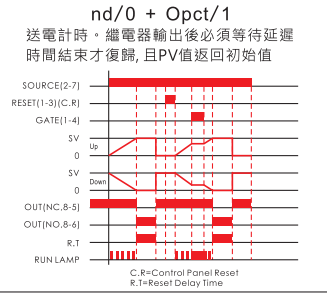 nd/0 + Opct/1
送電計時。繼電器輸出後必須等待延遲
時間結束才復歸, 且PV值返回初始值
SOURCE(2-7)
RESET(1-3)(C.R)
GATE(1-4)
SV
Up
0
SV
Down
0
OUT(NC.8-5)
OUT(NO.8-6)
R.T
RUN LAMP
C.R=Control Panel Reset
R.T=Reset Delay Time